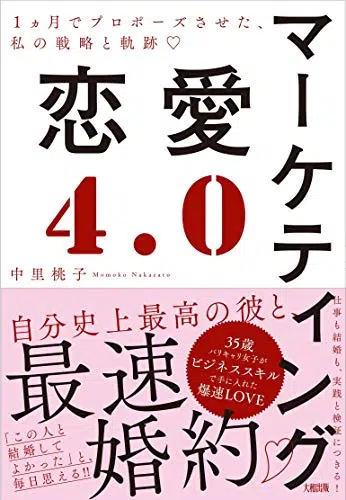 1ヵ月でプロポーズさせた、
私の戦略と軌跡♡
マーケティング
恋愛
4.0
中里桃子 Momoko Nakazato
仕事も結婚も、実践と検証につきる!
自分史上最高の彼と、
最速
婚約♡
35歳
バリキャリ女子が
ビジネススキル
で手に入れた
爆速LOVE
「この人と
結婚して
よかった」と、
毎日思える!!
大和出版